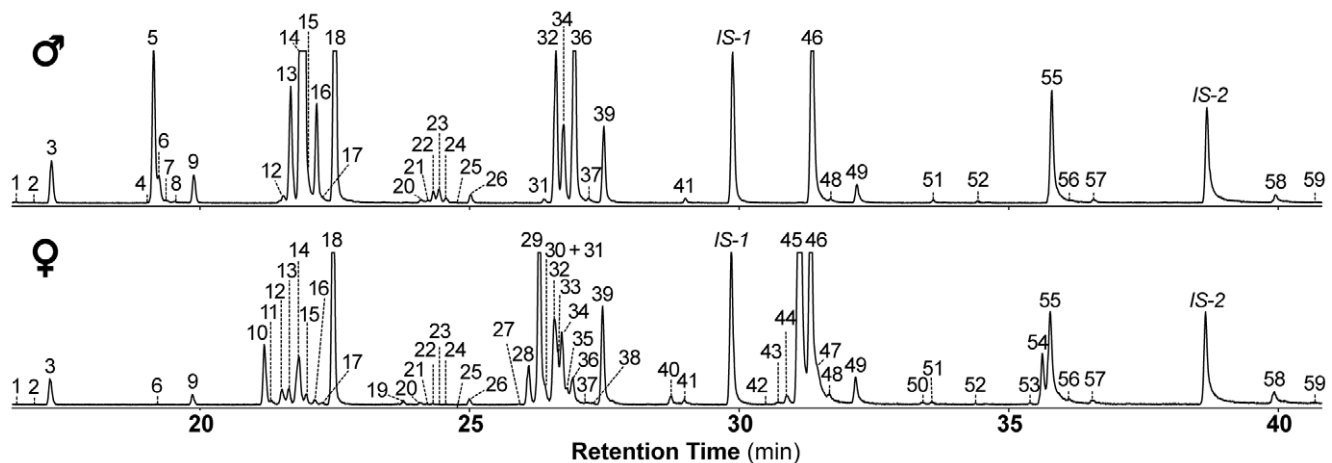 ♂
1 2 3 4 5 6 7 8 9 12 13 14 15 16 17 18 20 21 22 23 24 25 26 31 32 34 36 37 39 41 IS-1 46 48 49 51 52 55 56 57 IS-2 58 59
♀
1 2 3 6 9 10 11 12 13 14 15 16 17 18 19 20 21 22 23 24 25 26 27 28 29 30 + 31 32 33 34 35 36 37 38 39 40 41 IS-1 42 43 44 45 46 47 48 49 50 51 52 53 54 55 56 57 IS-2 58 59
20 25 30 35 40
Retention Time (min)